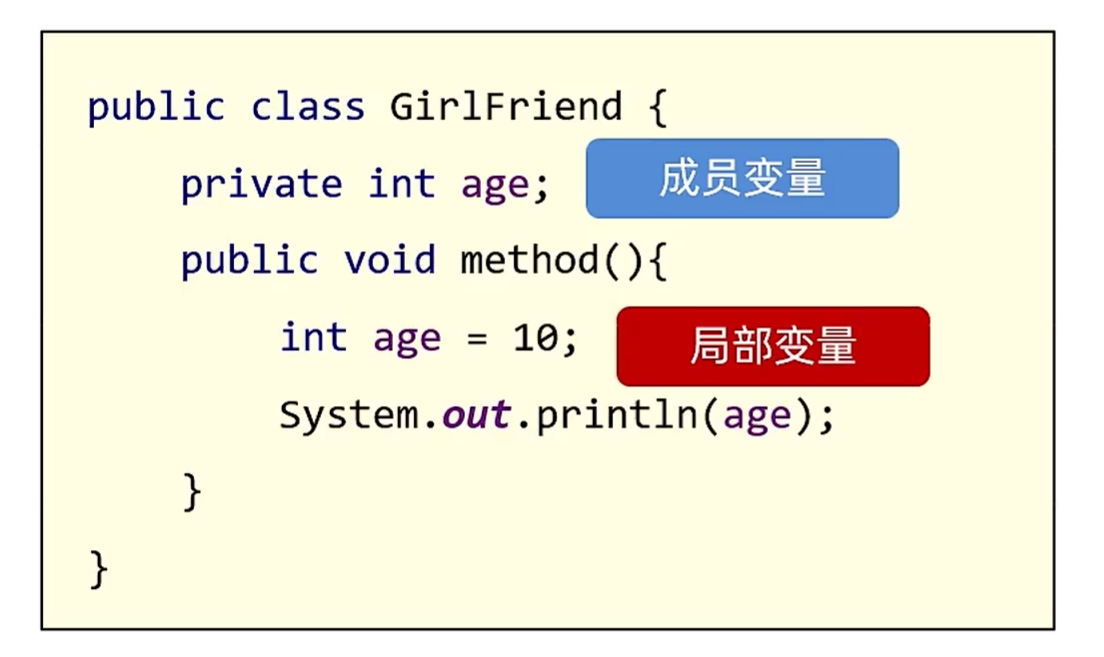 public class GirlFriend {
private int age; 成员变量
public void method(){
int age = 10; 局部变量
System.out.println(age);
}
}